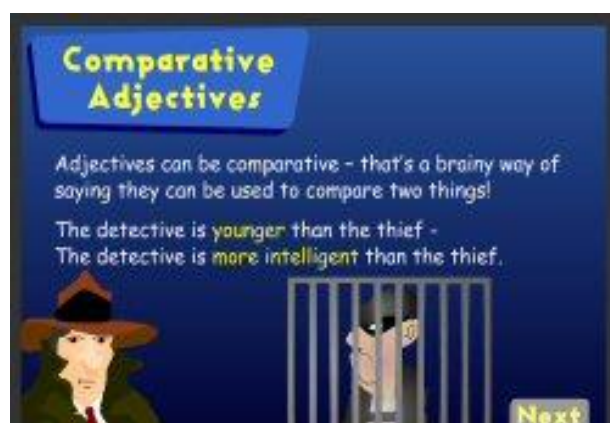 Comparative
Adjectives
Adjectives can be comparative - that's a brainy way of
saying they can be used to compare two things!
The detective is younger than the thief -
The detective is more intelligent than the thief.
Next